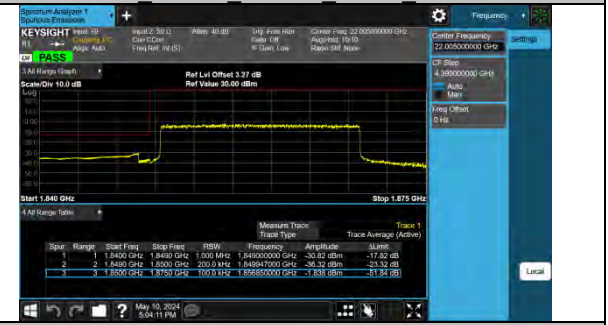 Spectrum Analyzer 1
Spurious Emissions
Frequency
KEYSIGHT Input: RF Input Z: 50 Ω Atten: 40 dB Trig: Free Run Center Freq: 22.005000000 GHz
Gate: Off Avg|Hold: 10/10
Align: Auto Freq Ref: Int (S) IF Gain: Low Radio Std: None
PASS
Center Frequency
22.005000000 GHz
Settings
CF Step
4.399000000 GHz
Auto
Man
Freq Offset
0 Hz
3 All Range Graph
Scale/Div 10.0 dB
Ref Lvl Offset 3.27 dB
Ref Value 30.00 dBm
Log
Start 1.840 GHz
Stop 1.875 GHz
4 All Range Table
Measure Trace Trace 1
Trace Type Trace Average (Active)
Spur Range Start Freq Stop Freq RBW Frequency Amplitude ΔLimit
1 1 1.8400 GHz 1.8490 GHz 1.000 MHz 1.849000000 GHz -30.82 dBm -17.82 dB
2 2 1.8490 GHz 1.8500 GHz 200.0 kHz 1.849947000 GHz -36.32 dBm -23.32 dB
3 3 1.8500 GHz 1.8750 GHz 100.0 kHz 1.856850000 GHz -1.838 dBm -51.84 dB
Local
May 10, 2024
5:04:11 PM